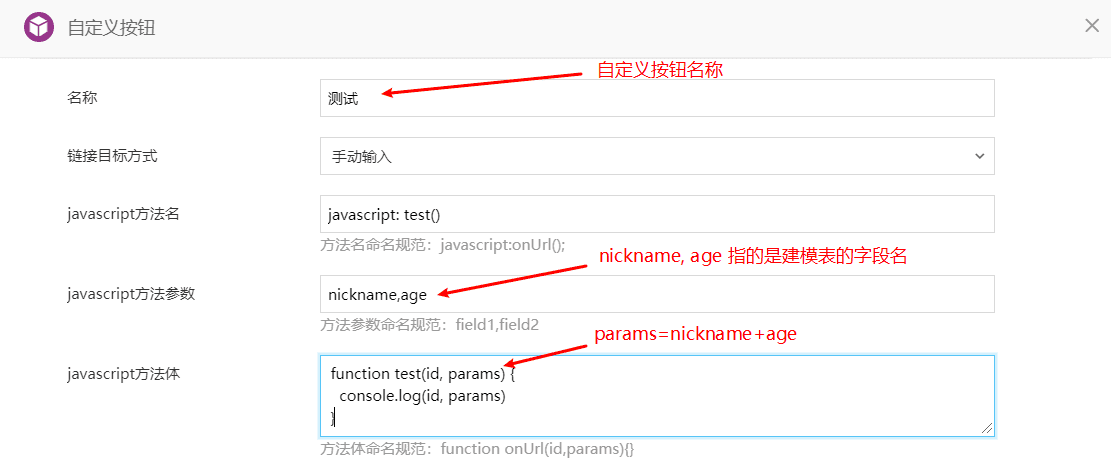 自定义按钮
自定义按钮名称
名称
测试
链接目标方式
手动输入
javascript方法名
javascript: test()
方法名命名规范：javascript:onUrl();
nickname, age 指的是建模表的字段名
javascript方法参数
nickname,age
方法参数命名规范：field1,field2
params=nickname+age
javascript方法体
function test(id, params) {
console.log(id, params)
}
方法体命名规范：function onUrl(id,params){}